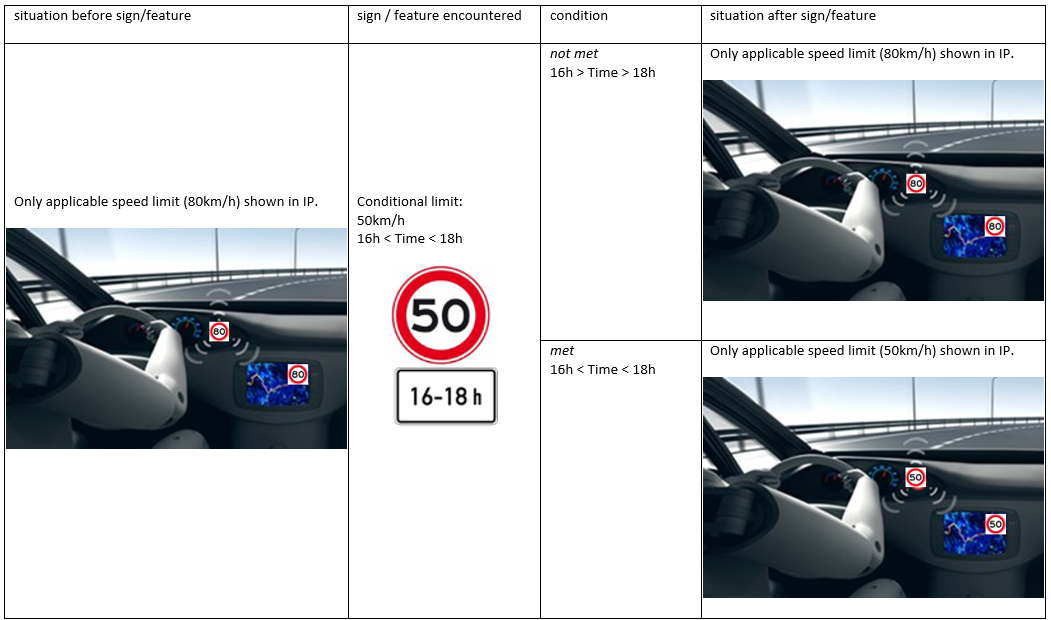 situation before sign/feature
sign / feature encountered
condition
situation after sign/feature
Only applicable speed limit (80km/h) shown in IP.
80
80
Conditional limit:
50km/h
16h < Time < 18h
50
16-18 h
not met
16h > Time > 18h
Only applicable speed limit (80km/h) shown in IP.
80
80
met
16h < Time < 18h
Only applicable speed limit (50km/h) shown in IP.
50
50